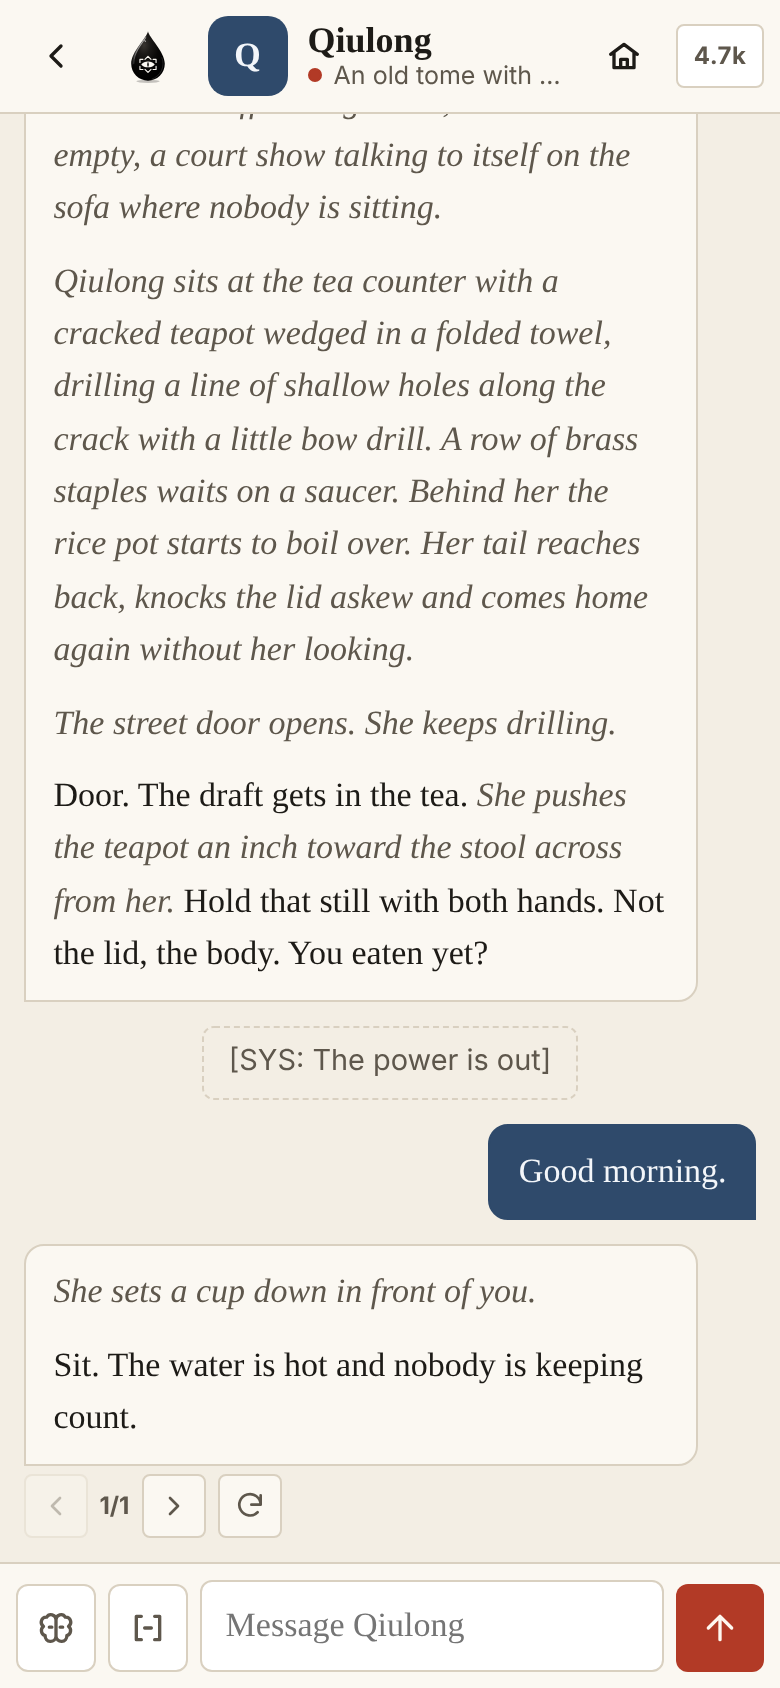 Q
Qiulong
An old tome with ...
4.7k
empty, a court show talking to itself on the
sofa where nobody is sitting.
Qiulong sits at the tea counter with a
cracked teapot wedged in a folded towel,
drilling a line of shallow holes along the
crack with a little bow drill. A row of brass
staples waits on a saucer. Behind her the
rice pot starts to boil over. Her tail reaches
back, knocks the lid askew and comes home
again without her looking.
The street door opens. She keeps drilling.
Door. The draft gets in the tea. She pushes
the teapot an inch toward the stool across
from her. Hold that still with both hands. Not
the lid, the body. You eaten yet?
[SYS: The power is out]
Good morning.
She sets a cup down in front of you.
Sit. The water is hot and nobody is keeping
count.
1/1
Message Qiulong